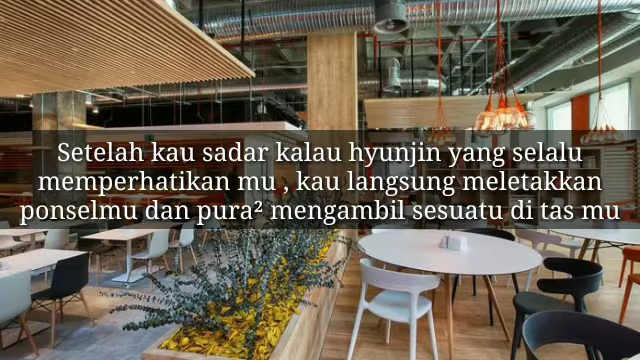 Setelah kau sadar kalau hyunjin yang selalu
memperhatikan mu , kau langsung meletakkan
ponselmu dan pura² mengambil sesuatu di tas mu